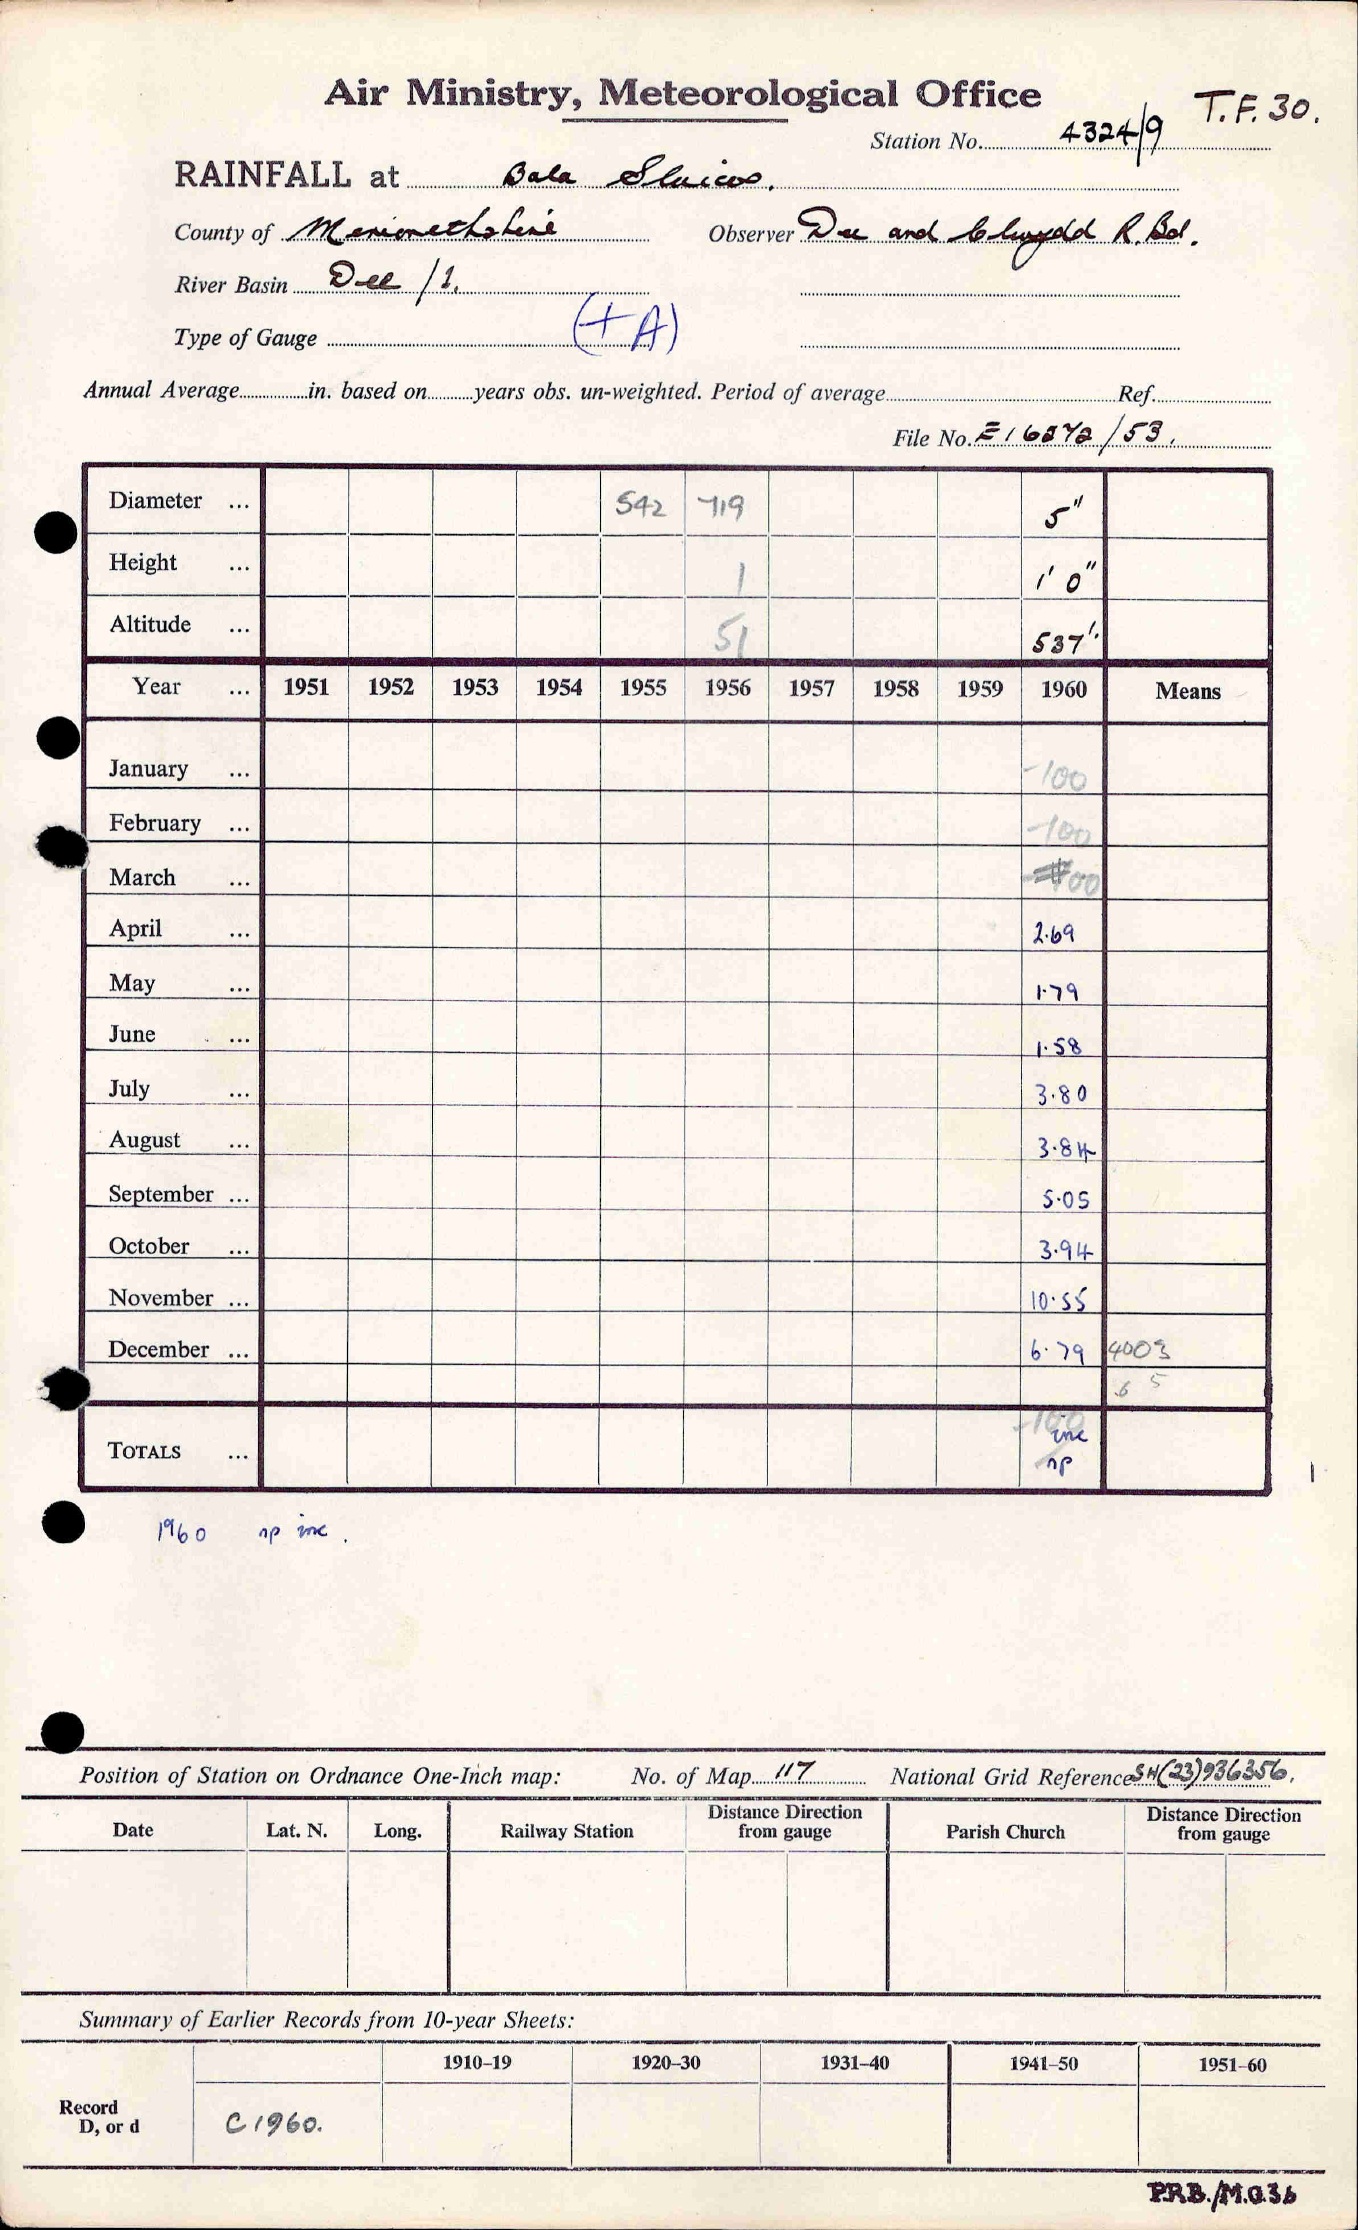 Air Ministry, Meteorological Office
T.F. 30.
Station No. 4324/9
RAINFALL at Bala Sluices.
County of Merionethshire Observer Dee and Clwydd R. Bd.
River Basin Dee /1.
Type of Gauge (+ A)
Annual Average in. based on years obs. un-weighted. Period of average Ref.
File No. E16272/53.
Diameter ... 542 719 5"
Height ... 1 1' 0"
Altitude ... 51 537'.
Year ... 1951 1952 1953 1954 1955 1956 1957 1958 1959 1960 Means
January ... -100
February ... -100
March ... 
April ... 2.69
May ... 1.79
June ... 1.58
July ... 3.80
August ... 3.84
September ... 5.05
October ... 3.94
November ... 10.55
December ... 6.79 4003
6 5
-100
TOTALS ... inc
np
1960 np inc.
Position of Station on Ordnance One-Inch map: No. of Map 117 National Grid Reference SH(23)936356.
Date Lat. N. Long. Railway Station Distance Direction from gauge Parish Church Distance Direction from gauge
Summary of Earlier Records from 10-year Sheets:
1910–19 1920–30 1931–40 1941–50 1951–60
Record
D, or d C1960.
P.R.B./M.O.36